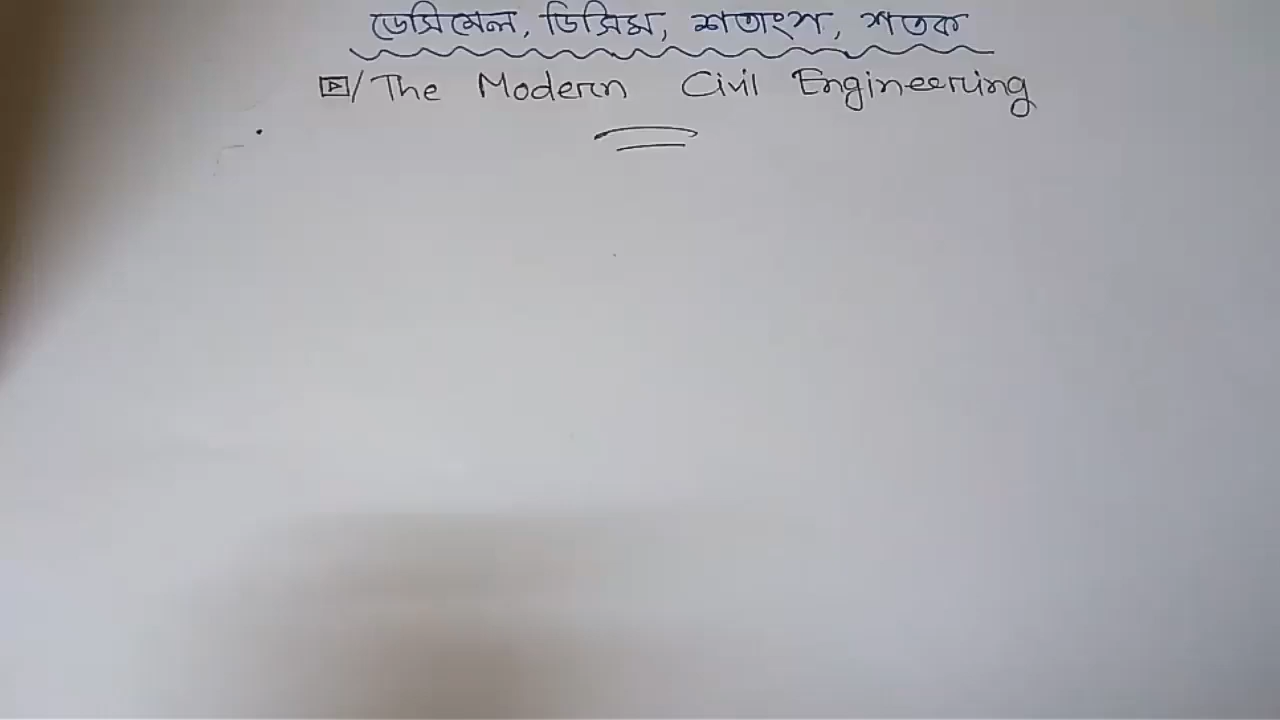 ডেসিমেল, ডিসিম, শতাংশ, শতক
/The Modern Civil Engineering